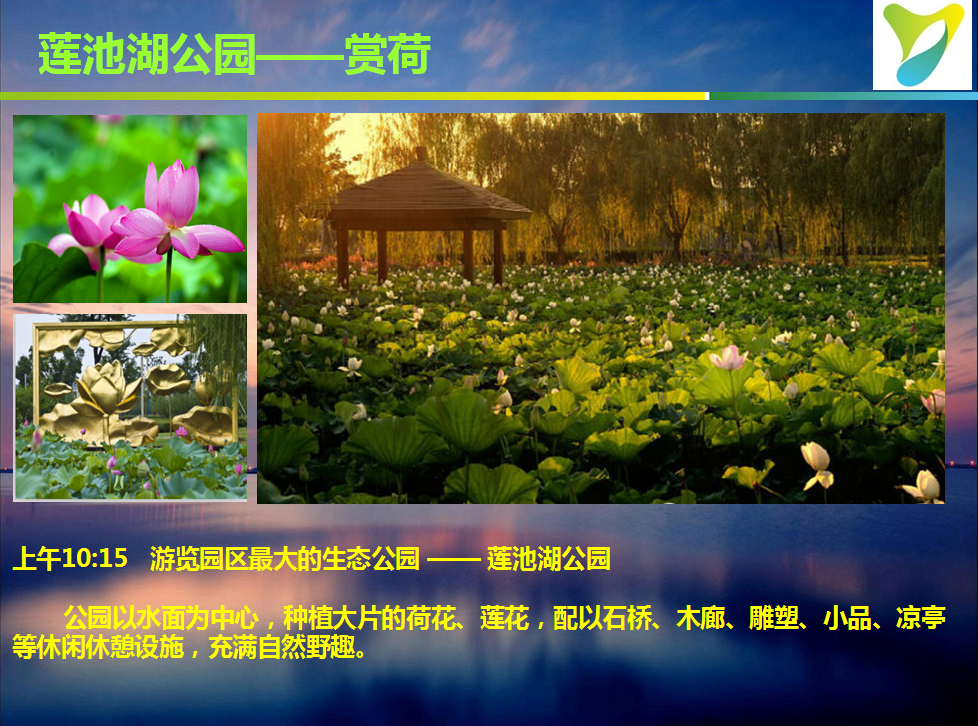 莲池湖公园——赏荷
上午10:15 游览园区最大的生态公园 —— 莲池湖公园
公园以水面为中心，种植大片的荷花、莲花，配以石桥、木廊、雕塑、小品、凉亭
等休闲休憩设施，充满自然野趣。